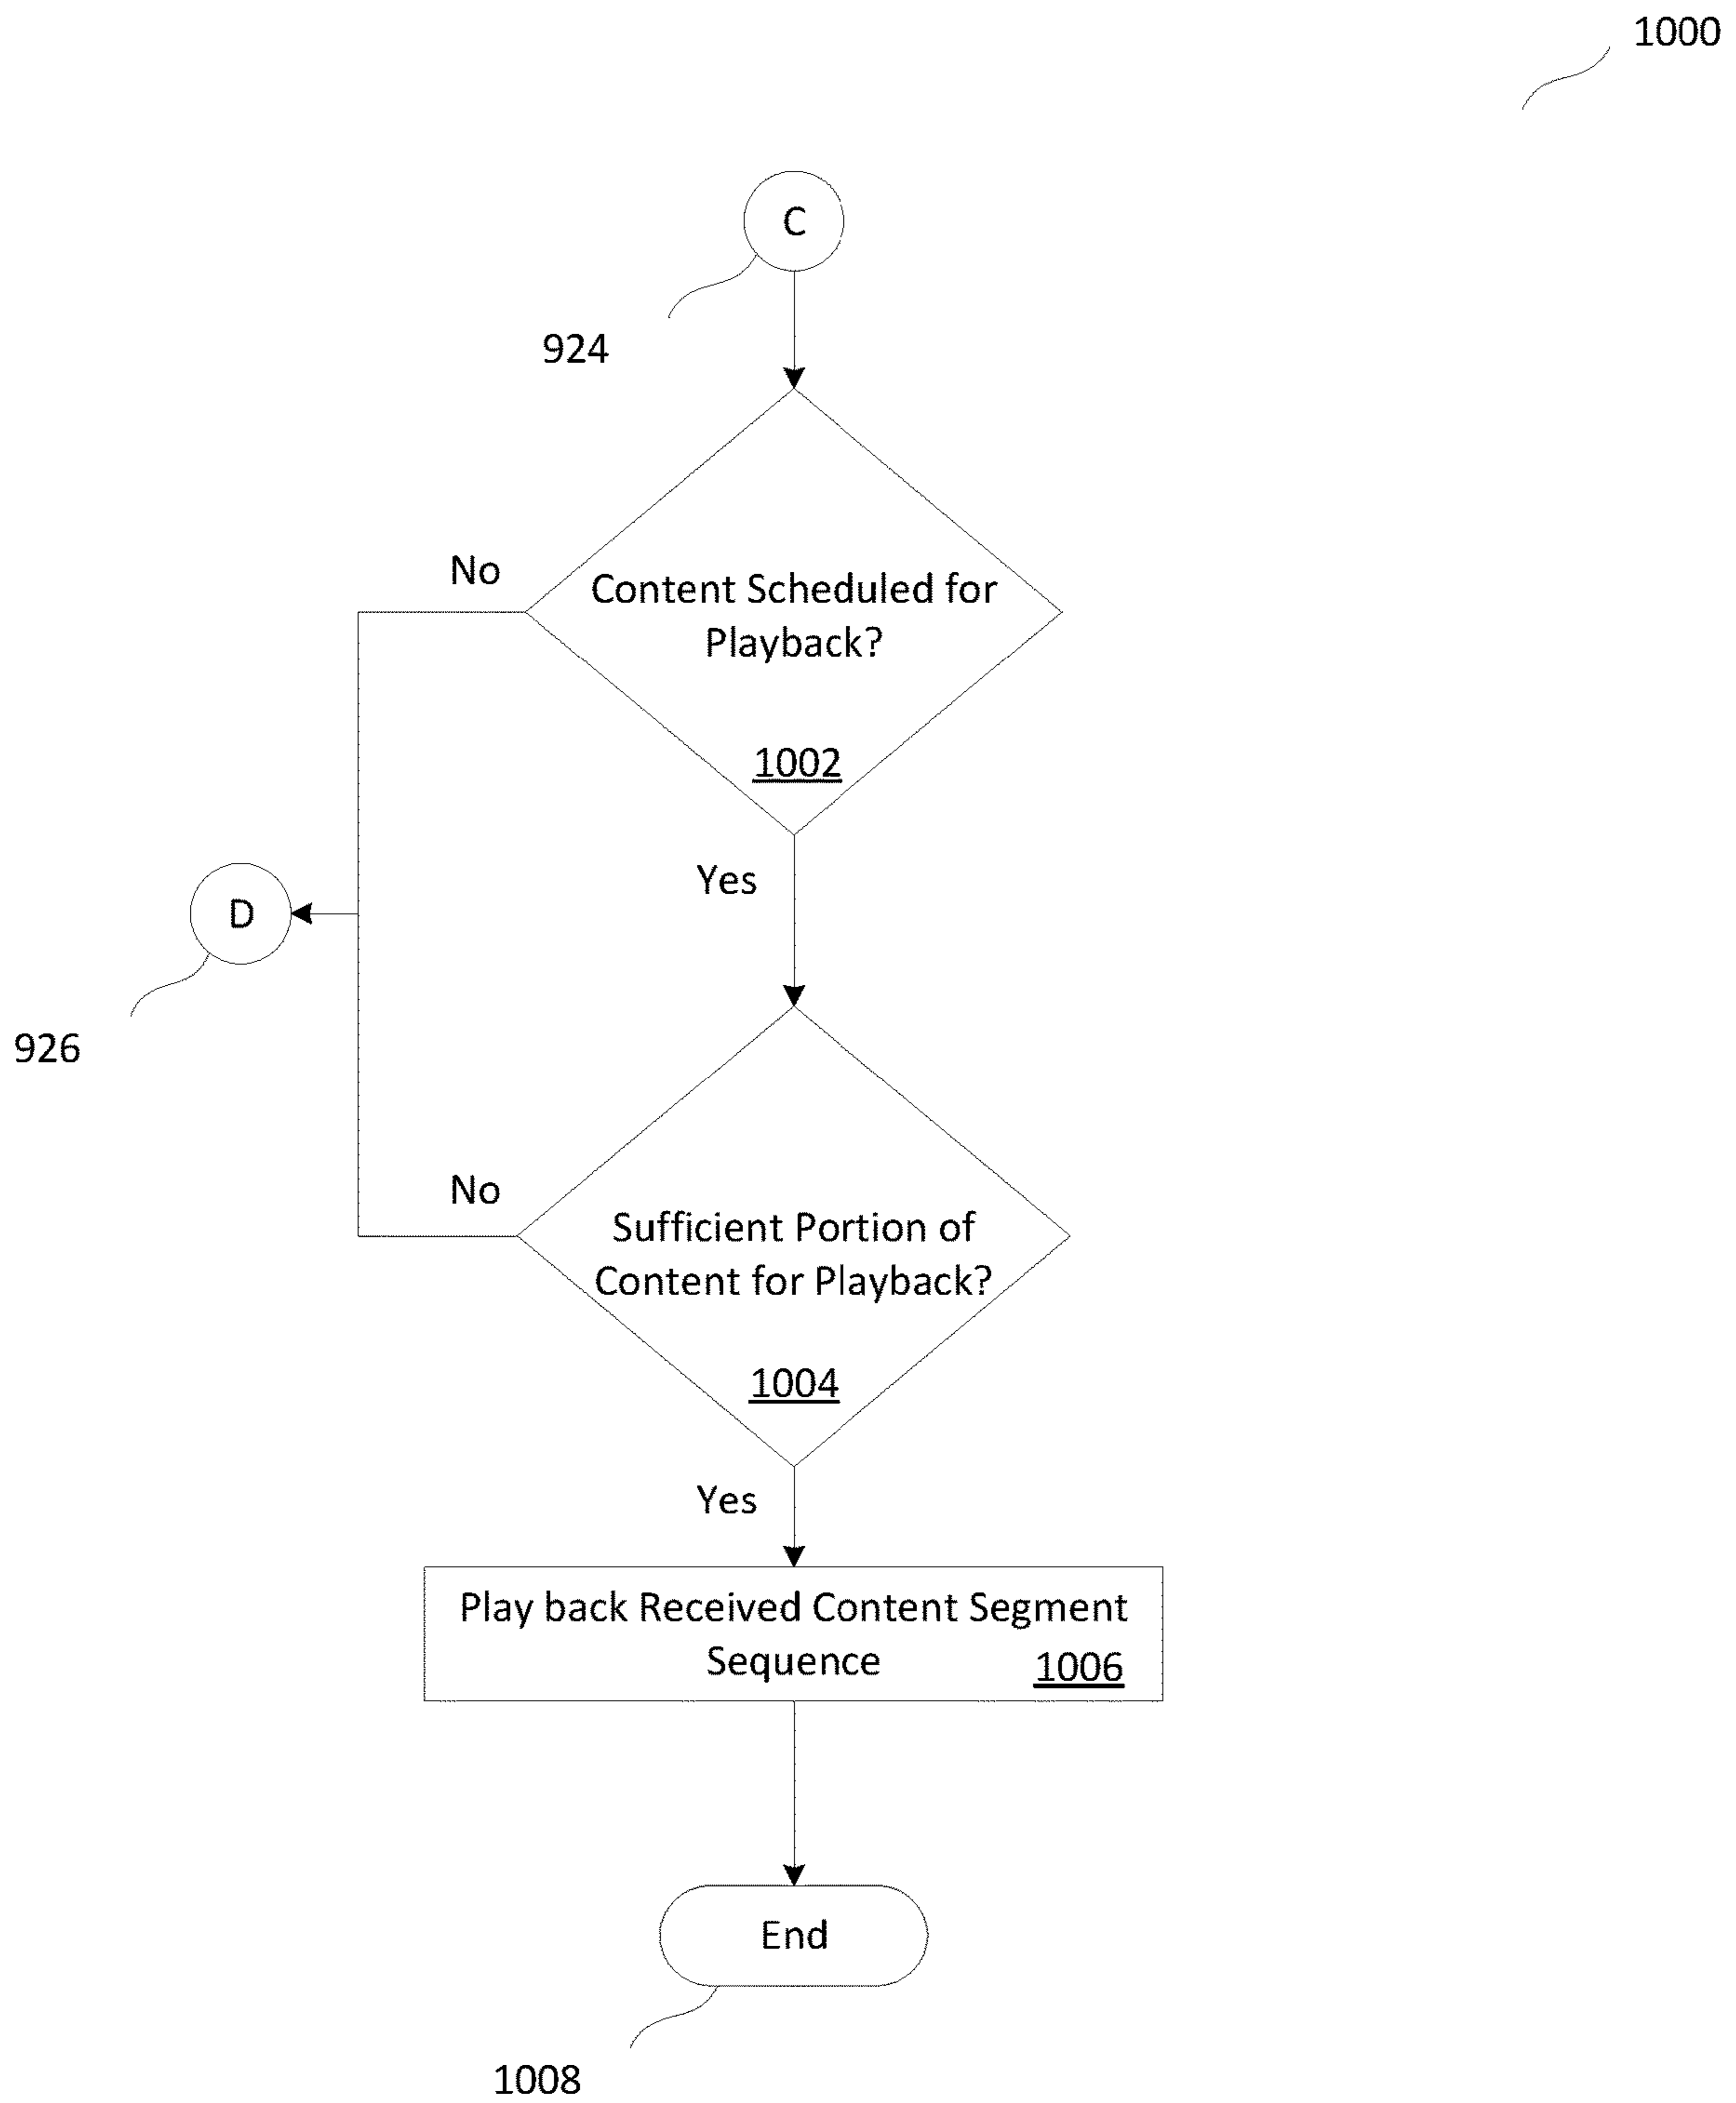 1000
C
924
No
Content Scheduled for
Playback?
1002
Yes
D
926
No
Sufficient Portion of
Content for Playback?
1004
Yes
Play back Received Content Segment
Sequence 1006
End
1008